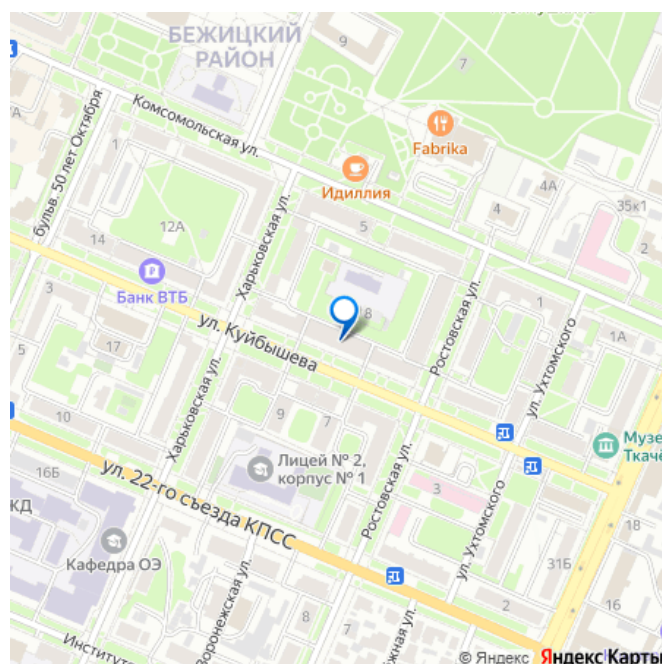 БЕЖИЦКИЙ
РАЙОН
9
7
Комсомольская ул.
Fabrika
Идиллия
бульв. 50 лет Октября
1
4А
4
35к1
2
5
12А
14
Харьковская ул.
Банк ВТБ
3
ул. Куйбышева
8
Ростовская ул.
1
1А
ул. Ухтомского
17
5
Харьковская ул.
10
9
7
Музе
Ткачё
16Б
Лицей № 2,
корпус № 1
ул. 22-го съезда КПСС
3
Ростовская ул.
18
КД
Кафедра ОЭ
ул. Ухтомского
31Б
Воронежская ул.
8
7
2
16
Институт
жная ул.
© Яндекс Яндекс Карты